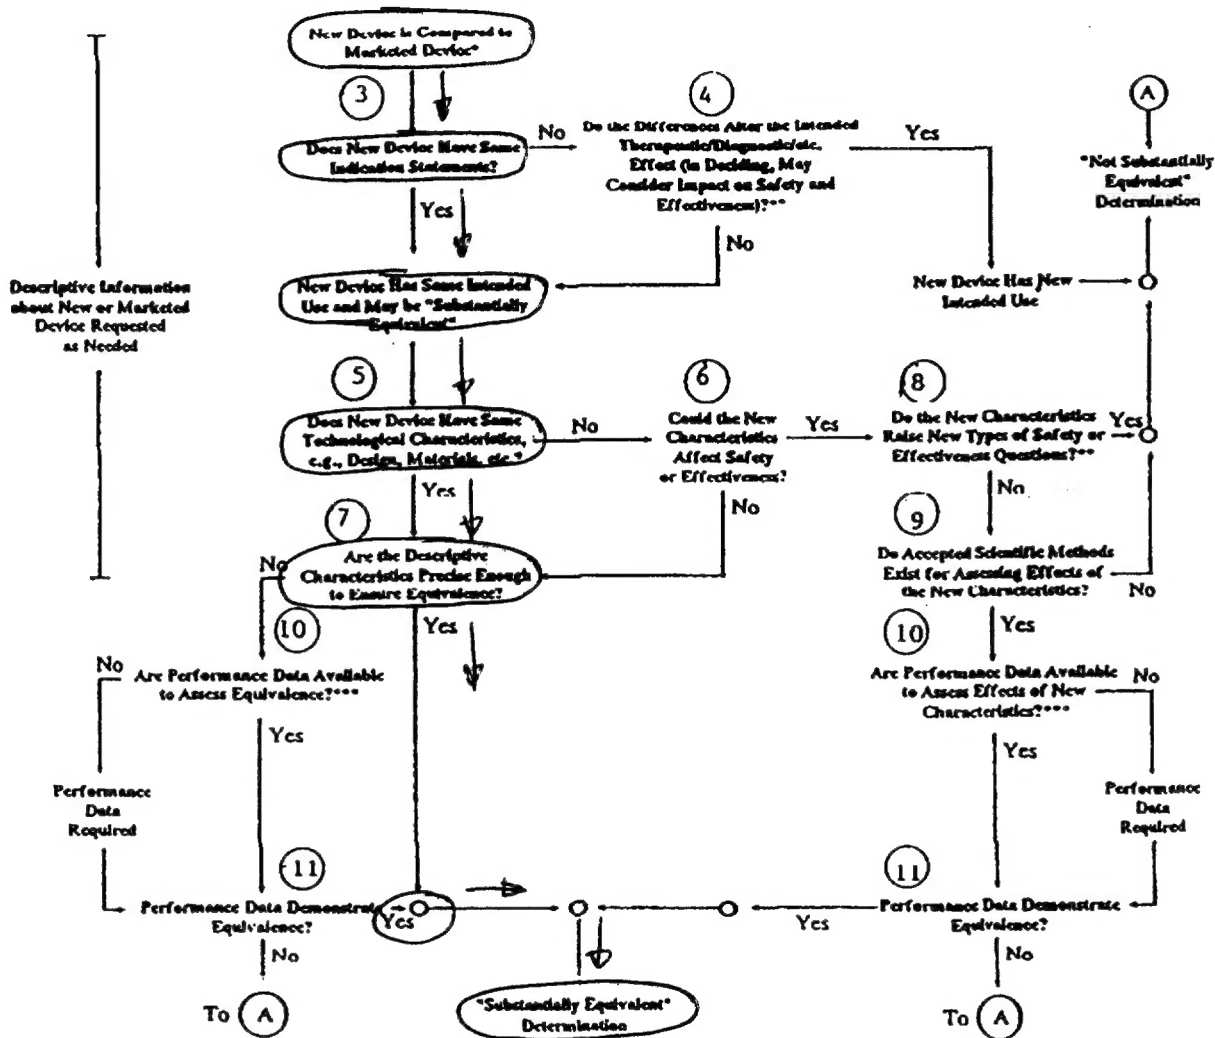 New Device is Compared to
Marketed Device*
3
4
A
Does New Device Have Same
Indication Statements?
No
Do the Differences Alter the Intended
Therapeutic/Diagnostic/etc.
Effect (in Deciding, May
Consider Impact on Safety and
Effectiveness)?**
Yes
"Not Substantially
Equivalent"
Determination
Yes
No
Descriptive Information
about New or Marketed
Device Requested
as Needed
New Device Has Same Intended
Use and May be "Substantially
Equivalent"
New Device Has New
Intended Use
5
6
8
Does New Device Have Same
Technological Characteristics,
e.g., Design, Materials, etc.?
No
Could the New
Characteristics
Affect Safety
or Effectiveness?
Yes
Do the New Characteristics
Raise New Types of Safety or
Effectiveness Questions?**
Yes
Yes
No
No
7
9
No
Are the Descriptive
Characteristics Precise Enough
to Ensure Equivalence?
Do Accepted Scientific Methods
Exist for Assessing Effects of
the New Characteristics?
No
10
Yes
10
Yes
No
Are Performance Data Available
to Assess Equivalence?***
Are Performance Data Available
to Assess Effects of New
Characteristics?***
No
Yes
Yes
Performance
Data
Required
Performance
Data
Required
11
11
Performance Data Demonstrate
Equivalence?
Yes
Yes
Performance Data Demonstrate
Equivalence?
No
No
To A
"Substantially Equivalent"
Determination
To A